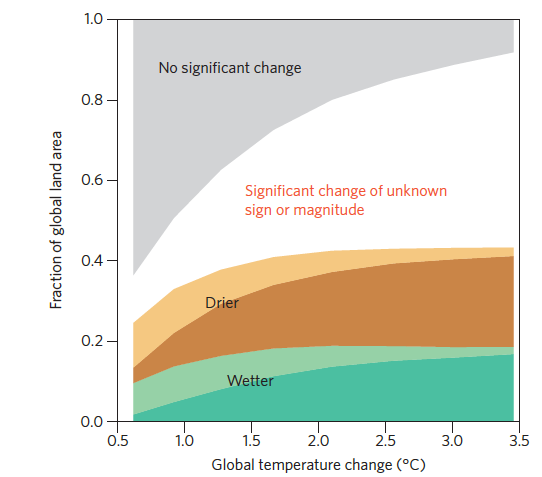 1.0
No significant change
0.8
Fraction of global land area
0.6
Significant change of unknown
sign or magnitude
0.4
Drier
0.2
Wetter
0.0
0.5 1.0 1.5 2.0 2.5 3.0 3.5
Global temperature change (°C)